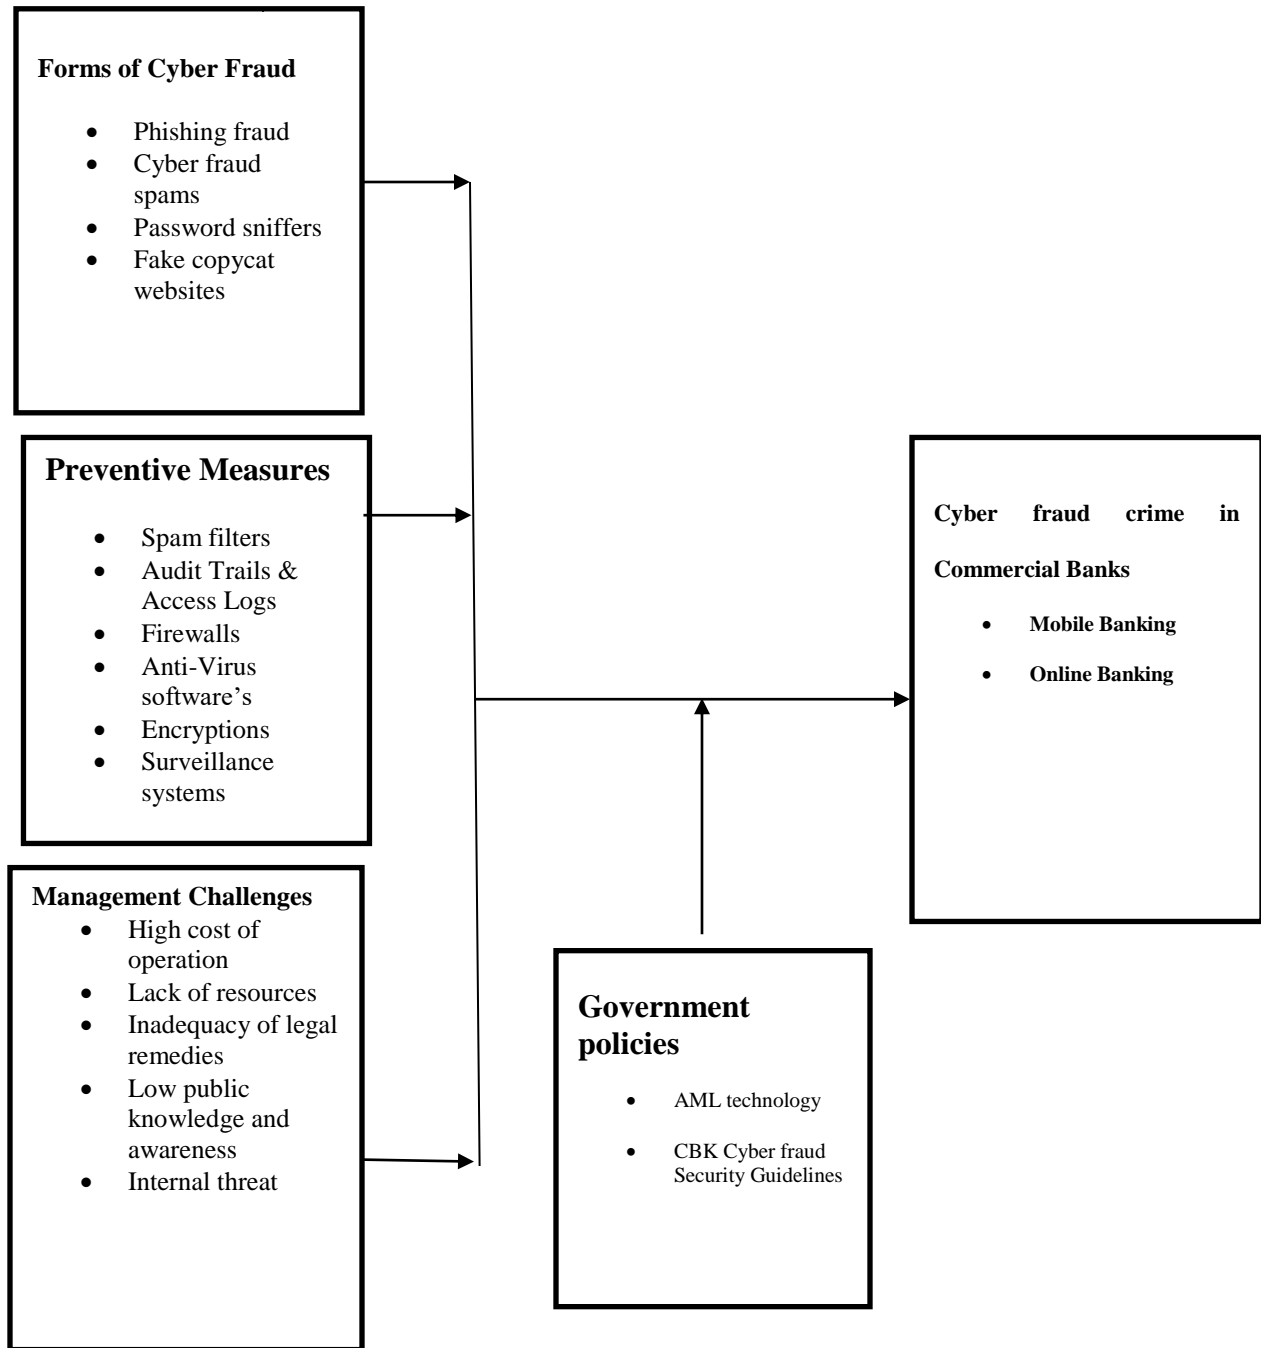 Forms of Cyber Fraud
• Phishing fraud
• Cyber fraud
spams
• Password sniffers
• Fake copycat
websites
Preventive Measures
• Spam filters
• Audit Trails &
Access Logs
• Firewalls
• Anti-Virus
software’s
• Encryptions
• Surveillance
systems
Management Challenges
• High cost of
operation
• Lack of resources
• Inadequacy of legal
remedies
• Low public
knowledge and
awareness
• Internal threat
Government
policies
• AML technology
• CBK Cyber fraud
Security Guidelines
Cyber fraud crime in
Commercial Banks
• Mobile Banking
• Online Banking